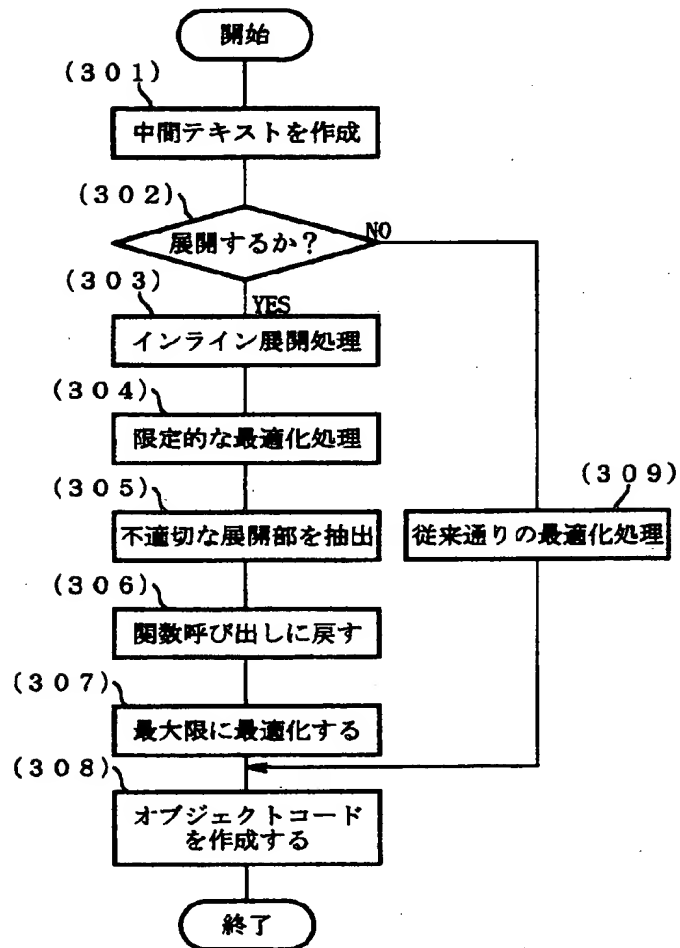 開始
(301)
中間テキストを作成
(302)
展開するか?
NO
(303)
YES
インライン展開処理
(304)
限定的な最適化処理
(305)
(309)
不適切な展開部を抽出
従来通りの最適化処理
(306)
関数呼び出しに戻す
(307)
最大限に最適化する
(308)
オブジェクトコード
を作成する
終了